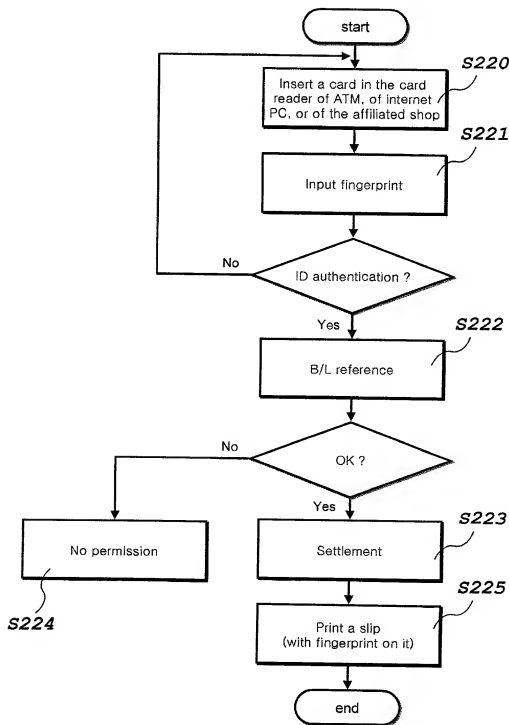 start
S220
Insert a card in the card
reader of ATM, of internet
PC, or of the affiliated shop
S221
Input fingerprint
No
ID authentication ?
Yes
S222
B/L reference
No
OK ?
Yes
S223
No permission
Settlement
S224
S225
Print a slip
(with fingerprint on it)
end